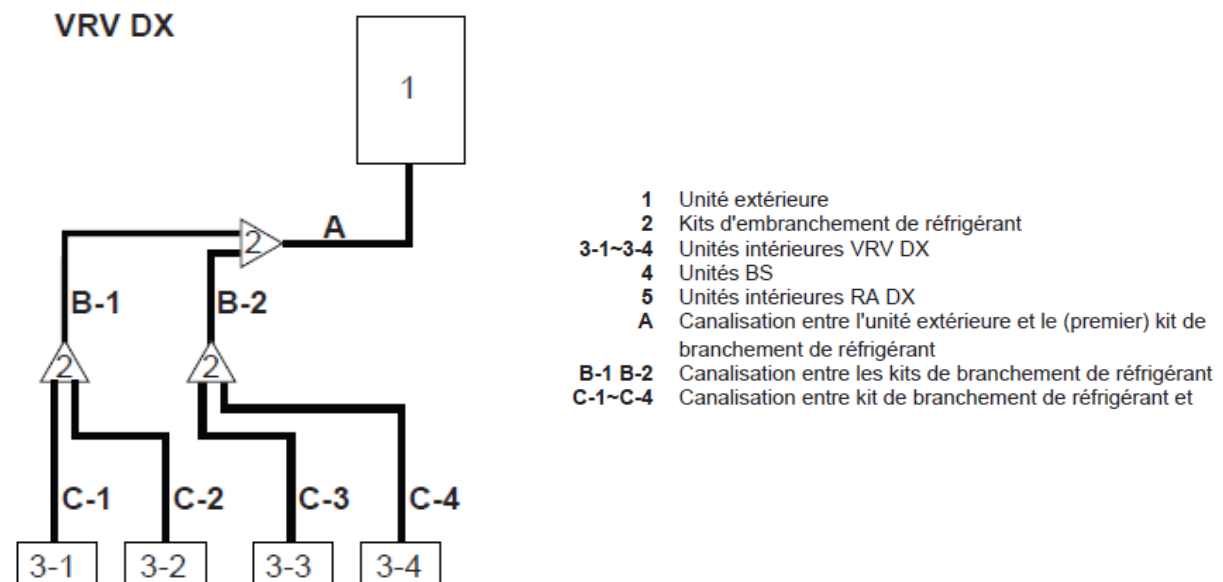 VRV DX
1
2
A
B-1
B-2
2
2
C-1
C-2
C-3
C-4
3-1
3-2
3-3
3-4
1 Unité extérieure
2 Kits d'embranchement de réfrigérant
3-1~3-4 Unités intérieures VRV DX
4 Unités BS
5 Unités intérieures RA DX
A Canalisation entre l'unité extérieure et le (premier) kit de
branchement de réfrigérant
B-1 B-2 Canalisation entre les kits de branchement de réfrigérant
C-1~C-4 Canalisation entre kit de branchement de réfrigérant et